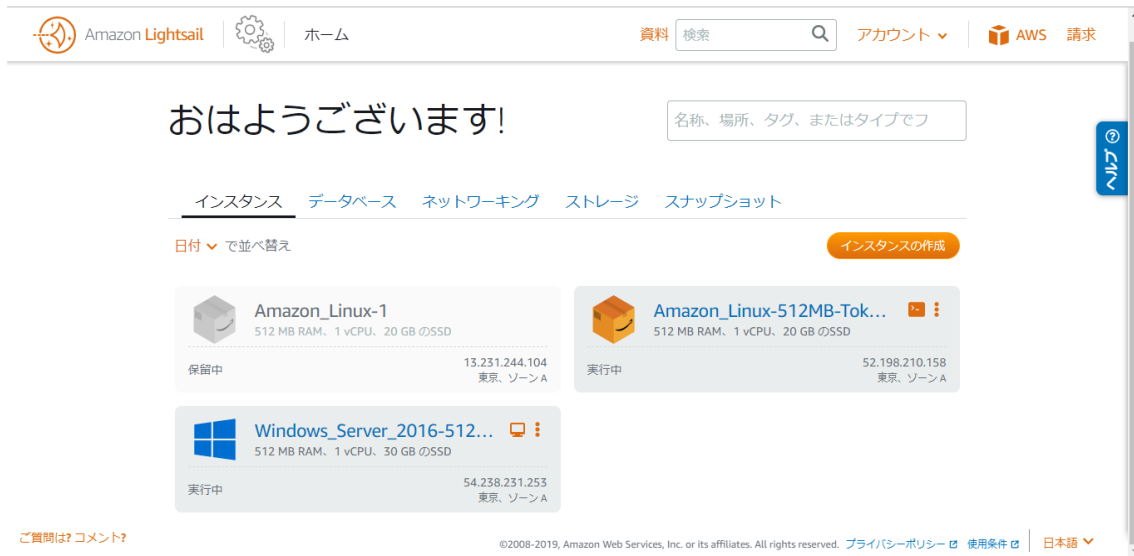 Amazon Lightsail ホーム 資料 検索 アカウント AWS 請求
おはようございます!
名称、場所、タグ、またはタイプでフ
ヘルプ
インスタンス データベース ネットワーキング ストレージ スナップショット
日付 で並べ替え インスタンスの作成
Amazon_Linux-1
512 MB RAM、1 vCPU、20 GB のSSD
保留中 13.231.244.104
東京、ゾーン A
Amazon_Linux-512MB-Tok...
512 MB RAM、1 vCPU、20 GB のSSD
実行中 52.198.210.158
東京、ゾーン A
Windows_Server_2016-512...
512 MB RAM、1 vCPU、30 GB のSSD
実行中 54.238.231.253
東京、ゾーン A
ご質問は? コメント? ©2008-2019, Amazon Web Services, Inc. or its affiliates. All rights reserved. プライバシーポリシー 使用条件 日本語